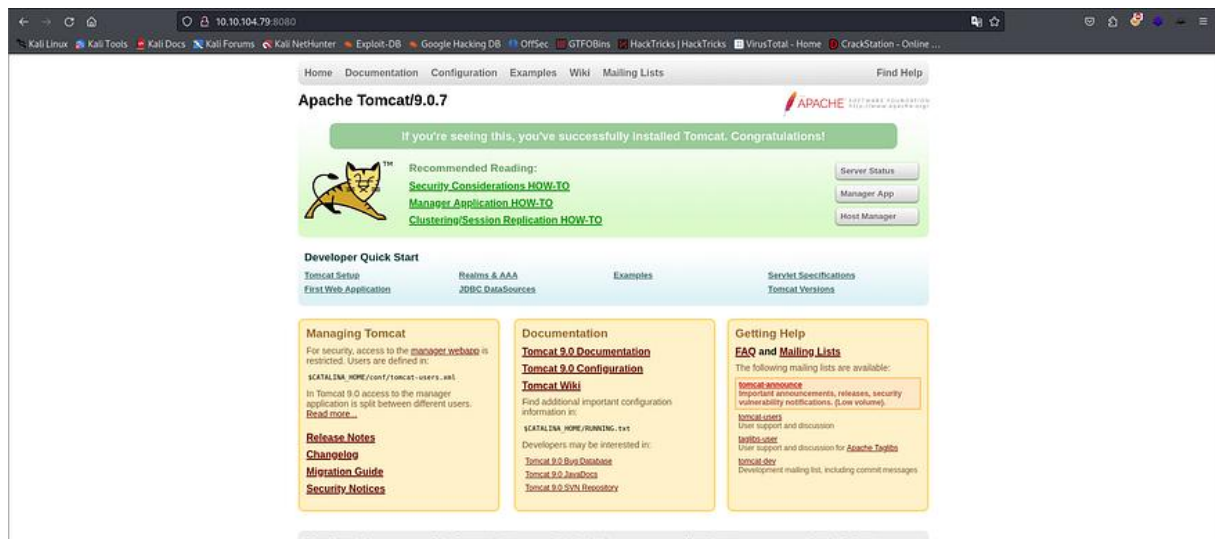 10.10.104.79:8080
Kali Linux Kali Tools Kali Docs Kali Forums Kali NetHunter Exploit-DB Google Hacking DB OffSec GTFOBins HackTricks | HackTricks VirusTotal - Home CrackStation - Online ...
Home Documentation Configuration Examples Wiki Mailing Lists Find Help
Apache Tomcat/9.0.7
APACHE SOFTWARE FOUNDATION
http://www.apache.org/
If you're seeing this, you've successfully installed Tomcat. Congratulations!
TM
Recommended Reading:
Security Considerations HOW-TO
Manager Application HOW-TO
Clustering/Session Replication HOW-TO
Server Status
Manager App
Host Manager
Developer Quick Start
Tomcat Setup
First Web Application
Realms & AAA
JDBC DataSources
Examples
Servlet Specifications
Tomcat Versions
Managing Tomcat
For security, access to the manager webapp is
restricted. Users are defined in:
$CATALINA_HOME/conf/tomcat-users.xml
In Tomcat 9.0 access to the manager
application is split between different users.
Read more...
Release Notes
Changelog
Migration Guide
Security Notices
Documentation
Tomcat 9.0 Documentation
Tomcat 9.0 Configuration
Tomcat Wiki
Find additional important configuration
information in:
$CATALINA_HOME/RUNNING.txt
Developers may be interested in:
Tomcat 9.0 Bug Database
Tomcat 9.0 JavaDocs
Tomcat 9.0 SVN Repository
Getting Help
FAQ and Mailing Lists
The following mailing lists are available:
tomcat-announce
Important announcements, releases, security
vulnerability notifications. (Low volume).
tomcat-users
User support and discussion
taglibs-user
User support and discussion for Apache Taglibs
tomcat-dev
Development mailing list, including commit messages